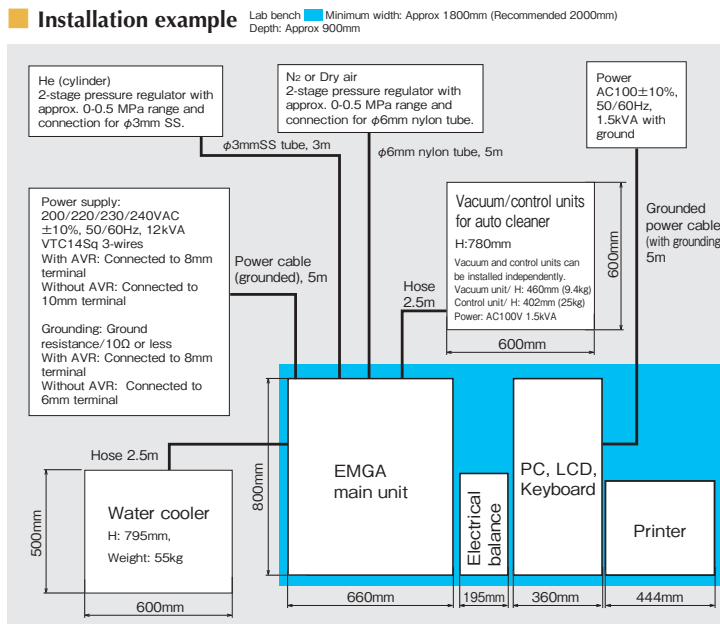 Installation example
Lab bench Minimum width: Approx 1800mm (Recommended 2000mm)
Depth: Approx 900mm
He (cylinder)
2-stage pressure regulator with
approx. 0-0.5 MPa range and
connection for φ3mm SS.
N2 or Dry air
2-stage pressure regulator with
approx. 0-0.5 MPa range and
connection for φ6mm nylon tube.
Power
AC100±10%,
50/60Hz,
1.5kVA with
ground
φ3mmSS tube, 3m
φ6mm nylon tube, 5m
Power supply:
200/220/230/240VAC
±10%, 50/60Hz, 12kVA
VTC14Sq 3-wires
With AVR: Connected to 8mm
terminal
Without AVR: Connected to
10mm terminal
Grounding: Ground
resistance/10Ω or less
With AVR: Connected to 8mm
terminal
Without AVR: Connected to
6mm terminal
Power cable
(grounded), 5m
Vacuum/control units
for auto cleaner
H:780mm
Vacuum and control units can
be installed independently.
Vacuum unit/ H: 460mm (9.4kg)
Control unit/ H: 402mm (25kg)
Power: AC100V 1.5kVA
600mm
600mm
Hose
2.5m
Grounded
power cable
(with grounding
5m
Hose 2.5m
Water cooler
H: 795mm,
Weight: 55kg
500mm
600mm
EMGA
main unit
800mm
660mm
Electrical
balance
195mm
PC, LCD,
Keyboard
360mm
Printer
444mm